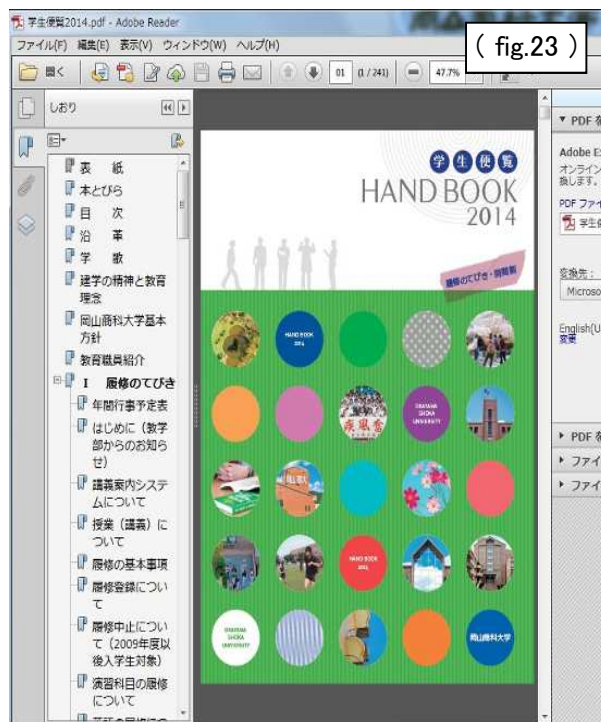 学生便覧2014.pdf - Adobe Reader
( fig.23 )
ファイル(F) 編集(E) 表示(V) ウィンドウ(W) ヘルプ(H)
開く
01 (1 / 241)
47.7%
しおり
表 紙
本とびら
目 次
沿 革
学 歌
建学の精神と教育
理念
岡山商科大学基本
方針
教育職員紹介
I 履修のてびき
年間行事予定表
はじめに（教学
部からのお知ら
せ）
講義案内システ
ムについて
授業（講義）に
ついて
履修の基本事項
履修登録につい
て
履修中止につい
て（2009年度以
後入学生対象）
演習科目の履修
について
学生便覧
HAND BOOK
2014
履修のてびき・前期制
HAND BOOK
2014
疾風奮
OKAYAMA
SHOKA
UNIVERSITY
HAND BOOK
2014
OKAYAMA
SHOKA
UNIVERSITY
岡山商科大学
PDF を
Adobe E
オンライン
換します。
PDF ファイ
学生
変換先：
Microso
English(U
変更
PDF を
ファイ
ファイ